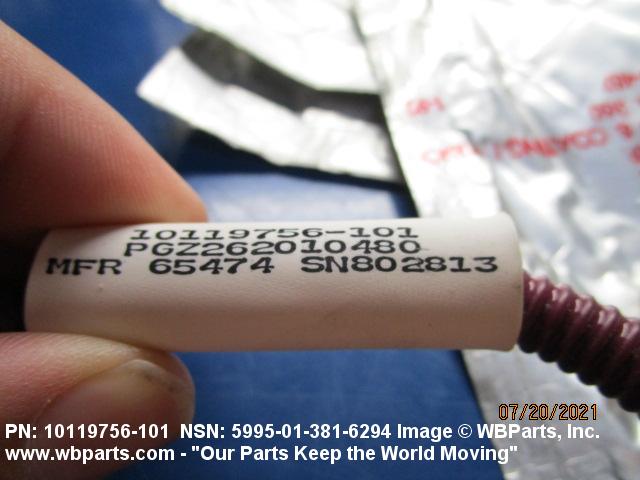 10119756-101
PGZ262010480
MFR 65474 SN802813
07/20/2021
PN: 10119756-101 NSN: 5995-01-381-6294 Image © WBParts, Inc.
www.wbparts.com - "Our Parts Keep the World Moving"